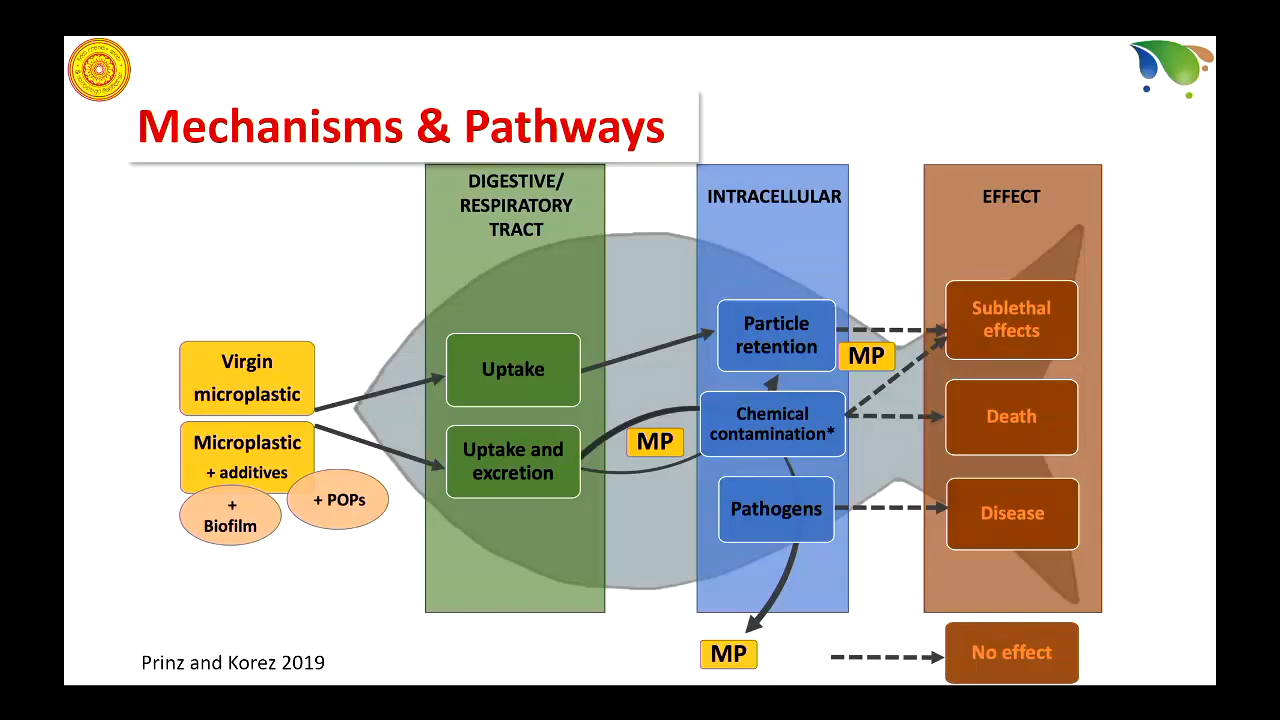 Mechanisms & Pathways
DIGESTIVE/
RESPIRATORY
TRACT
INTRACELLULAR
EFFECT
Virgin
microplastic
Microplastic
+ additives
+
Biofilm
+ POPs
Uptake
Uptake and
excretion
MP
Particle
retention
MP
Chemical
contamination*
Pathogens
Sublethal
effects
Death
Disease
MP
No effect
Prinz and Korez 2019